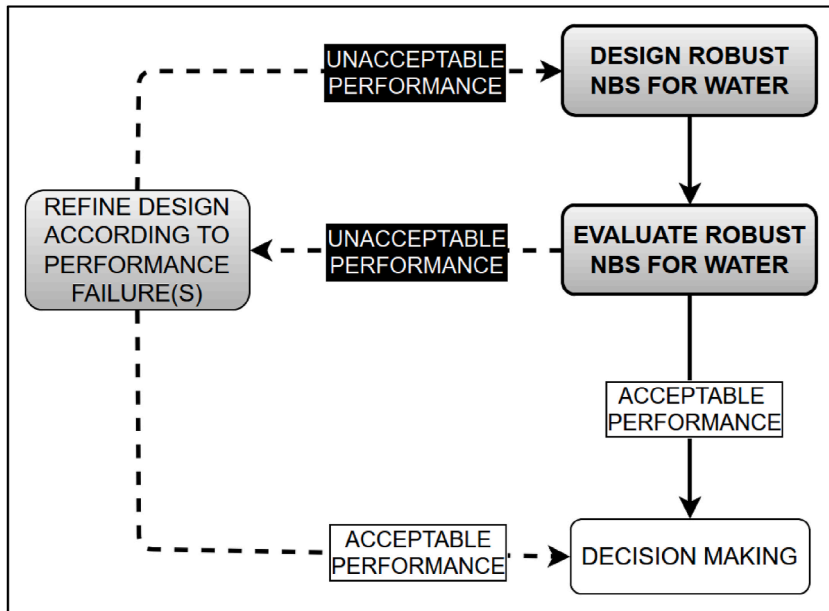 UNACCEPTABLE
PERFORMANCE
DESIGN ROBUST
NBS FOR WATER
REFINE DESIGN
ACCORDING TO
PERFORMANCE
FAILURE(S)
UNACCEPTABLE
PERFORMANCE
EVALUATE ROBUST
NBS FOR WATER
ACCEPTABLE
PERFORMANCE
ACCEPTABLE
PERFORMANCE
DECISION MAKING